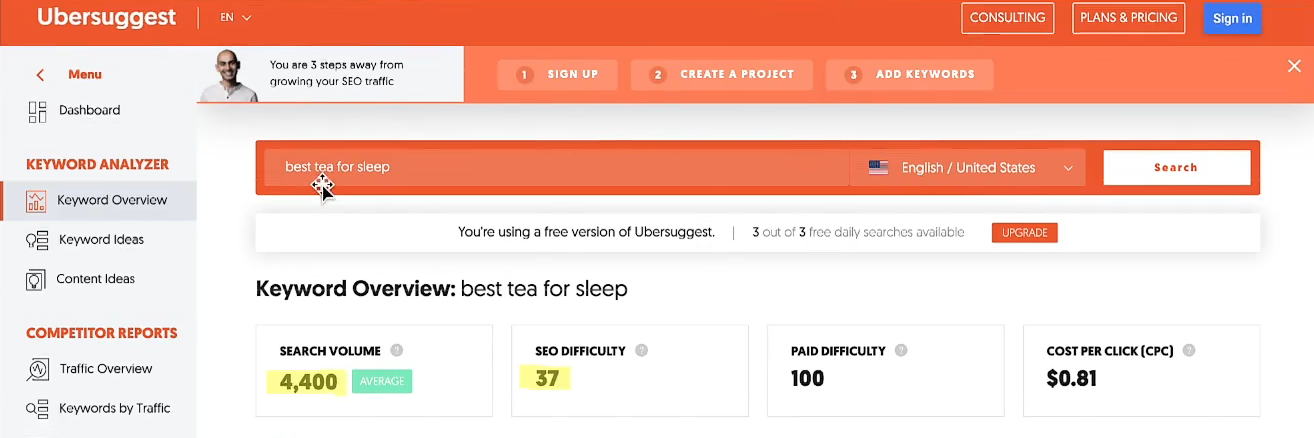 Ubersuggest
EN
CONSULTING
PLANS & PRICING
Sign in
Menu
You are 3 steps away from
growing your SEO traffic
1 SIGN UP
2 CREATE A PROJECT
3 ADD KEYWORDS
Dashboard
KEYWORD ANALYZER
Keyword Overview
Keyword Ideas
Content Ideas
COMPETITOR REPORTS
Traffic Overview
Keywords by Traffic
best tea for sleep
English / United States
Search
You're using a free version of Ubersuggest. | 3 out of 3 free daily searches available
UPGRADE
Keyword Overview: best tea for sleep
SEARCH VOLUME ?
4,400 AVERAGE
SEO DIFFICULTY ?
37
PAID DIFFICULTY ?
100
COST PER CLICK (CPC) ?
$0.81